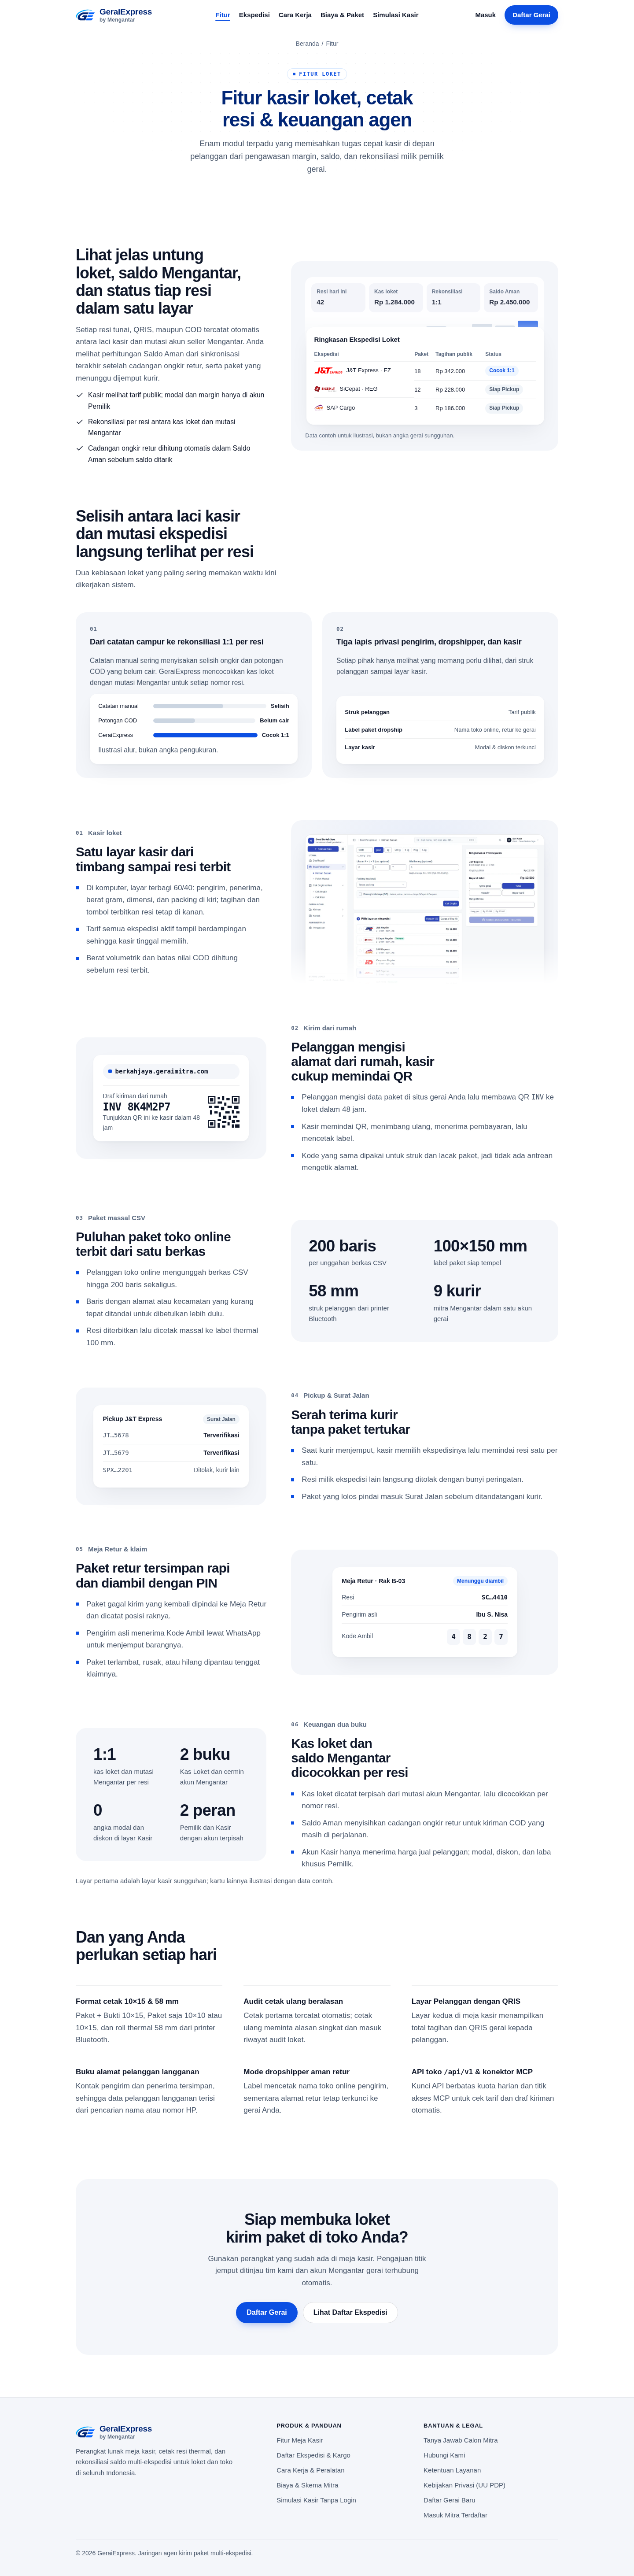 GeraiExpress
by Mengantar
Fitur
Ekspedisi
Cara Kerja
Biaya & Paket
Simulasi Kasir
Masuk
Daftar Gerai
Beranda / Fitur
FITUR LOKET
Fitur kasir loket, cetak
resi & keuangan agen
Enam modul terpadu yang memisahkan tugas cepat kasir di depan
pelanggan dari pengawasan margin, saldo, dan rekonsiliasi milik pemilik
gerai.
Lihat jelas untung
loket, saldo Mengantar,
dan status tiap resi
dalam satu layar
Setiap resi tunai, QRIS, maupun COD tercatat otomatis
antara laci kasir dan mutasi akun seller Mengantar. Anda
melihat perhitungan Saldo Aman dari sinkronisasi
terakhir setelah cadangan ongkir retur, serta paket yang
menunggu dijemput kurir.
Kasir melihat tarif publik; modal dan margin hanya di akun
Pemilik
Rekonsiliasi per resi antara kas loket dan mutasi
Mengantar
Cadangan ongkir retur dihitung otomatis dalam Saldo
Aman sebelum saldo ditarik
Resi hari ini
42
Kas loket
Rp 1.284.000
Rekonsiliasi
1:1
Saldo Aman
Rp 2.450.000
Ringkasan Ekspedisi Loket
Ekspedisi Paket Tagihan publik Status
J&T Express · EZ 18 Rp 342.000 Cocok 1:1
SiCepat · REG 12 Rp 228.000 Siap Pickup
SAP Cargo 3 Rp 186.000 Siap Pickup
Data contoh untuk ilustrasi, bukan angka gerai sungguhan.
Selisih antara laci kasir
dan mutasi ekspedisi
langsung terlihat per resi
Dua kebiasaan loket yang paling sering memakan waktu kini
dikerjakan sistem.
01
Dari catatan campur ke rekonsiliasi 1:1 per resi
Catatan manual sering menyisakan selisih ongkir dan potongan
COD yang belum cair. GeraiExpress mencocokkan kas loket
dengan mutasi Mengantar untuk setiap nomor resi.
Catatan manual Selisih
Potongan COD Belum cair
GeraiExpress Cocok 1:1
Ilustrasi alur, bukan angka pengukuran.
02
Tiga lapis privasi pengirim, dropshipper, dan kasir
Setiap pihak hanya melihat yang memang perlu dilihat, dari struk
pelanggan sampai layar kasir.
Struk pelanggan Tarif publik
Label paket dropship Nama toko online, retur ke gerai
Layar kasir Modal & diskon terkunci
01 Kasir loket
Satu layar kasir dari
timbang sampai resi terbit
Di komputer, layar terbagi 60/40: pengirim, penerima,
berat gram, dimensi, dan packing di kiri; tagihan dan
tombol terbitkan resi tetap di kanan.
Tarif semua ekspedisi aktif tampil berdampingan
sehingga kasir tinggal memilih.
Berat volumetrik dan batas nilai COD dihitung
sebelum resi terbit.
02 Kirim dari rumah
Pelanggan mengisi
alamat dari rumah, kasir
cukup memindai QR
Pelanggan mengisi data paket di situs gerai Anda lalu membawa QR INV ke
loket dalam 48 jam.
Kasir memindai QR, menimbang ulang, menerima pembayaran, lalu
mencetak label.
Kode yang sama dipakai untuk struk dan lacak paket, jadi tidak ada antrean
mengetik alamat.
berkahjaya.geraimitra.com
Draf kiriman dari rumah
INV 8K4M2P7
Tunjukkan QR ini ke kasir dalam 48
jam
03 Paket massal CSV
Puluhan paket toko online
terbit dari satu berkas
Pelanggan toko online mengunggah berkas CSV
hingga 200 baris sekaligus.
Baris dengan alamat atau kecamatan yang kurang
tepat ditandai untuk dibetulkan lebih dulu.
Resi diterbitkan lalu dicetak massal ke label thermal
100 mm.
200 baris
per unggahan berkas CSV
100×150 mm
label paket siap tempel
58 mm
struk pelanggan dari printer
Bluetooth
9 kurir
mitra Mengantar dalam satu akun
gerai
Pickup J&T Express Surat Jalan
JT…5678 Terverifikasi
JT…5679 Terverifikasi
SPX…2201 Ditolak, kurir lain
04 Pickup & Surat Jalan
Serah terima kurir
tanpa paket tertukar
Saat kurir menjemput, kasir memilih ekspedisinya lalu memindai resi satu per
satu.
Resi milik ekspedisi lain langsung ditolak dengan bunyi peringatan.
Paket yang lolos pindai masuk Surat Jalan sebelum ditandatangani kurir.
05 Meja Retur & klaim
Paket retur tersimpan rapi
dan diambil dengan PIN
Paket gagal kirim yang kembali dipindai ke Meja Retur
dan dicatat posisi raknya.
Pengirim asli menerima Kode Ambil lewat WhatsApp
untuk menjemput barangnya.
Paket terlambat, rusak, atau hilang dipantau tenggat
klaimnya.
Meja Retur · Rak B-03 Menunggu diambil
Resi SC…4410
Pengirim asli Ibu S. Nisa
Kode Ambil 4 8 2 7
1:1
kas loket dan mutasi
Mengantar per resi
2 buku
Kas Loket dan cermin
akun Mengantar
0
angka modal dan
diskon di layar Kasir
2 peran
Pemilik dan Kasir
dengan akun terpisah
06 Keuangan dua buku
Kas loket dan
saldo Mengantar
dicocokkan per resi
Kas loket dicatat terpisah dari mutasi akun Mengantar, lalu dicocokkan per
nomor resi.
Saldo Aman menyisihkan cadangan ongkir retur untuk kiriman COD yang
masih di perjalanan.
Akun Kasir hanya menerima harga jual pelanggan; modal, diskon, dan laba
khusus Pemilik.
Layar pertama adalah layar kasir sungguhan; kartu lainnya ilustrasi dengan data contoh.
Dan yang Anda
perlukan setiap hari
Format cetak 10×15 & 58 mm
Paket + Bukti 10×15, Paket saja 10×10 atau
10×15, dan roll thermal 58 mm dari printer
Bluetooth.
Audit cetak ulang beralasan
Cetak pertama tercatat otomatis; cetak
ulang meminta alasan singkat dan masuk
riwayat audit loket.
Layar Pelanggan dengan QRIS
Layar kedua di meja kasir menampilkan
total tagihan dan QRIS gerai kepada
pelanggan.
Buku alamat pelanggan langganan
Kontak pengirim dan penerima tersimpan,
sehingga data pelanggan langganan terisi
dari pencarian nama atau nomor HP.
Mode dropshipper aman retur
Label mencetak nama toko online pengirim,
sementara alamat retur tetap terkunci ke
gerai Anda.
API toko /api/v1 & konektor MCP
Kunci API berbatas kuota harian dan titik
akses MCP untuk cek tarif dan draf kiriman
otomatis.
Siap membuka loket
kirim paket di toko Anda?
Gunakan perangkat yang sudah ada di meja kasir. Pengajuan titik
jemput ditinjau tim kami dan akun Mengantar gerai terhubung
otomatis.
Daftar Gerai
Lihat Daftar Ekspedisi
GeraiExpress
by Mengantar
Perangkat lunak meja kasir, cetak resi thermal, dan
rekonsiliasi saldo multi-ekspedisi untuk loket dan toko
di seluruh Indonesia.
PRODUK & PANDUAN
Fitur Meja Kasir
Daftar Ekspedisi & Kargo
Cara Kerja & Peralatan
Biaya & Skema Mitra
Simulasi Kasir Tanpa Login
BANTUAN & LEGAL
Tanya Jawab Calon Mitra
Hubungi Kami
Ketentuan Layanan
Kebijakan Privasi (UU PDP)
Daftar Gerai Baru
Masuk Mitra Terdaftar
© 2026 GeraiExpress. Jaringan agen kirim paket multi-ekspedisi.